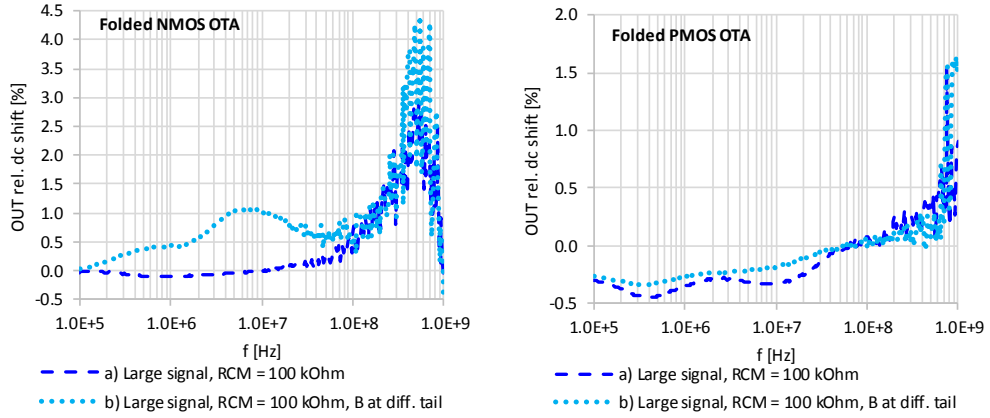 Folded NMOS OTA
OUT rel. dc shift [%]
4.5
4.0
3.5
3.0
2.5
2.0
1.5
1.0
0.5
0.0
-0.5
1.0E+5
1.0E+6
1.0E+7
1.0E+8
1.0E+9
f [Hz]
a) Large signal, RCM = 100 kOhm
b) Large signal, RCM = 100 kOhm, B at diff. tail
Folded PMOS OTA
OUT rel. dc shift [%]
2.0
1.5
1.0
0.5
0.0
-0.5
1.0E+5
1.0E+6
1.0E+7
1.0E+8
1.0E+9
f [Hz]
a) Large signal, RCM = 100 kOhm
b) Large signal, RCM = 100 kOhm, B at diff. tail